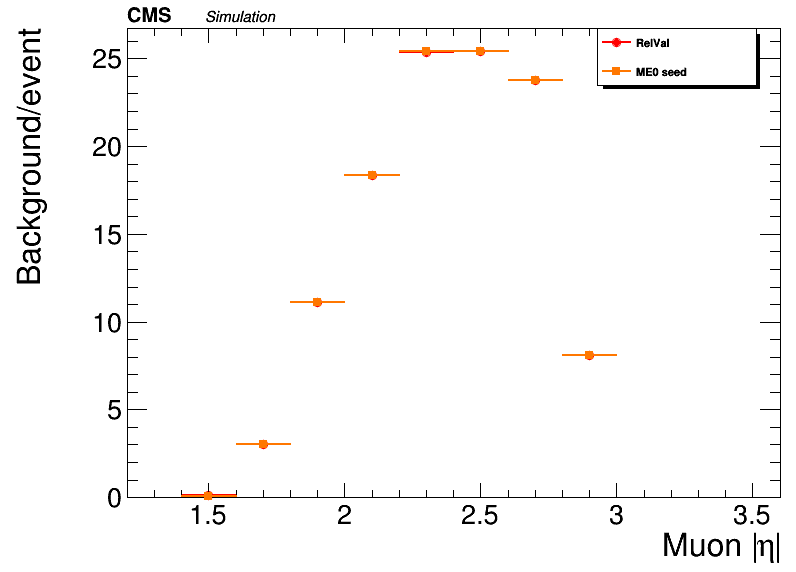 CMS Simulation
Background/event
RelVal
ME0 seed
25
20
15
10
5
0
1.5 2 2.5 3 3.5
Muon |η|